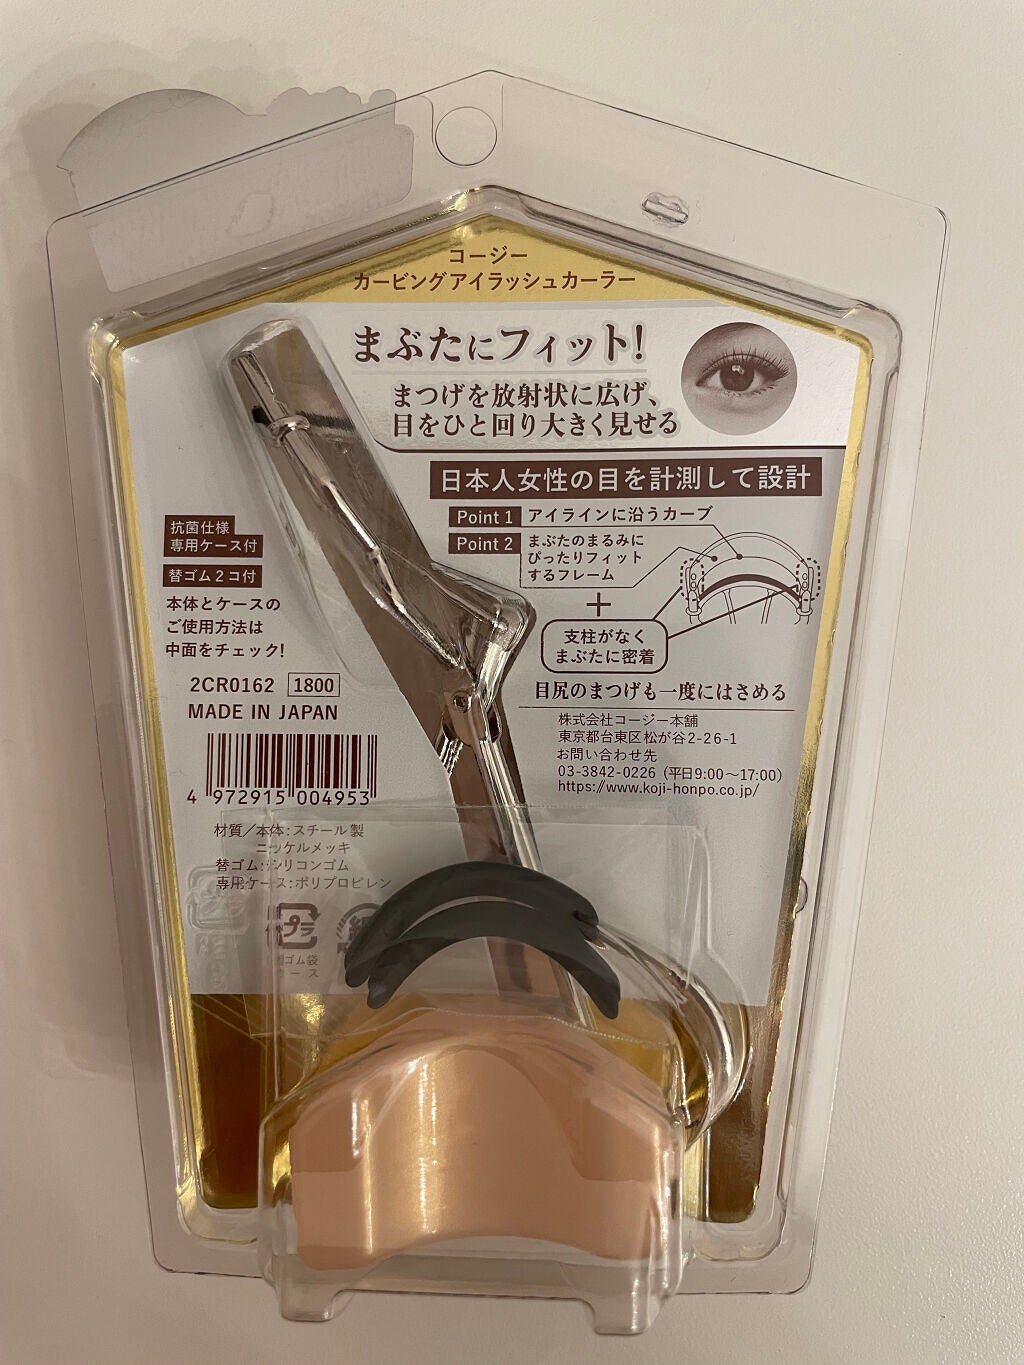 コージー
カービングアイラッシュカーラー
まぶたにフィット!
まつげを放射状に広げ、
目をひと回り大きく見せる
日本人女性の目を計測して設計
Point 1 アイラインに沿うカーブ
Point 2 まぶたのまるみに
ぴったりフィット
するフレーム
+
支柱がなく
まぶたに密着
目尻のまつげも一度にはさめる
抗菌仕様
専用ケース付
替ゴム2コ付
本体とケースの
ご使用方法は
中面をチェック!
2CR0162 1800
MADE IN JAPAN
4 972915 004953
株式会社コージー本舗
東京都台東区松が谷2-26-1
お問い合わせ先
03-3842-0226（平日9:00〜17:00）
https://www.koji-honpo.co.jp/
材質／本体：スチール製
ニッケルメッキ
替ゴム：シリコンゴム
専用ケース：ポリプロピレン
プラ
ゴム袋
ース